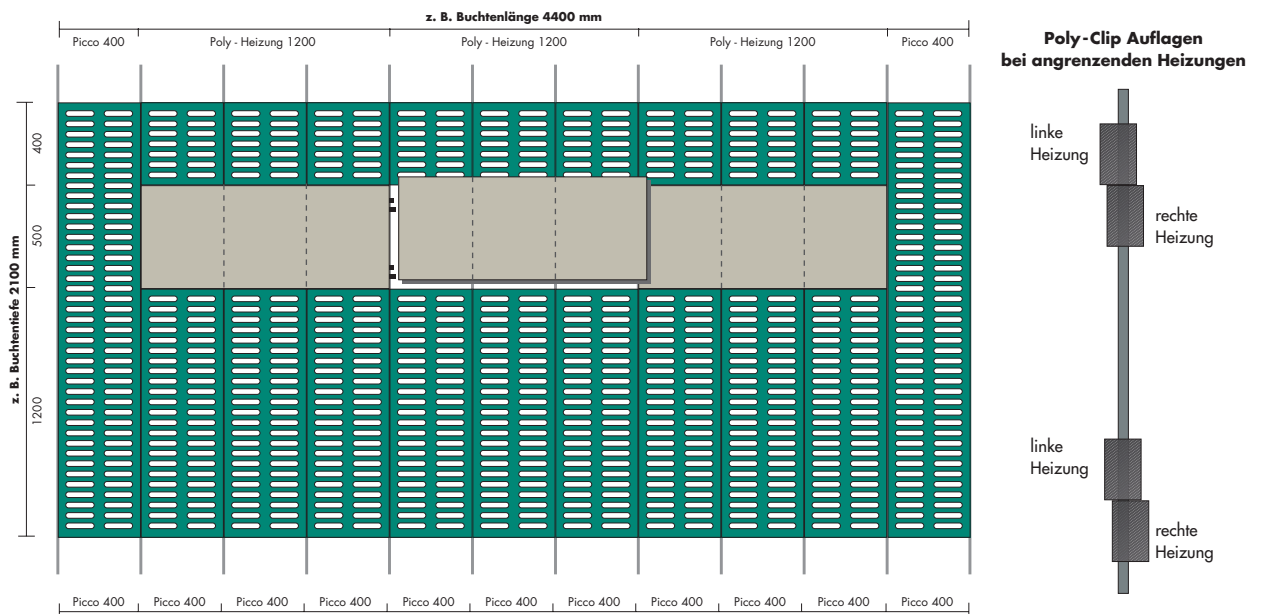 z. B. Buchtenlänge 4400 mm
Picco 400
Poly - Heizung 1200
Poly - Heizung 1200
Poly - Heizung 1200
Picco 400
Poly-Clip Auflagen
bei angrenzenden Heizungen
400
500
1200
z. B. Buchtentiefe 2100 mm
linke
Heizung
rechte
Heizung
linke
Heizung
rechte
Heizung
Picco 400
Picco 400
Picco 400
Picco 400
Picco 400
Picco 400
Picco 400
Picco 400
Picco 400
Picco 400
Picco 400